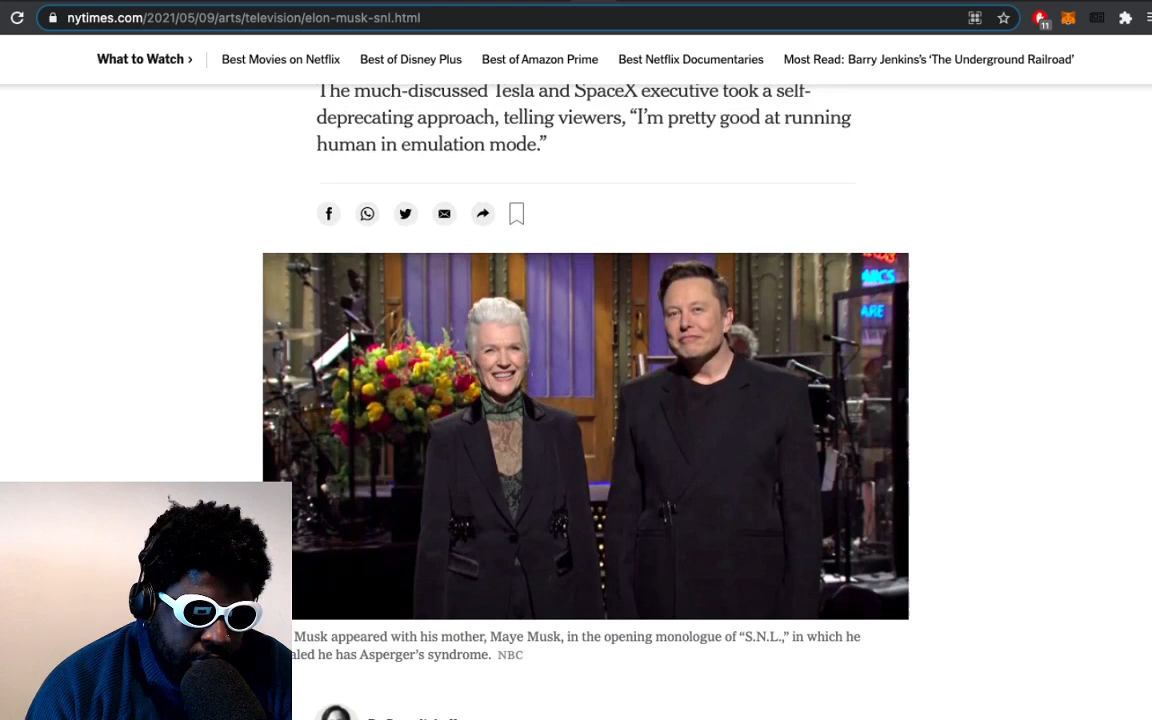 nytimes.com/2021/05/09/arts/television/elon-musk-snl.html
11
What to Watch ›
Best Movies on Netflix
Best of Disney Plus
Best of Amazon Prime
Best Netflix Documentaries
Most Read: Barry Jenkins’s ‘The Underground Railroad’
The much-discussed Tesla and SpaceX executive took a self-
deprecating approach, telling viewers, “I’m pretty good at running
human in emulation mode.”
Musk appeared with his mother, Maye Musk, in the opening monologue of “S.N.L.,” in which he
aled he has Asperger’s syndrome. NBC